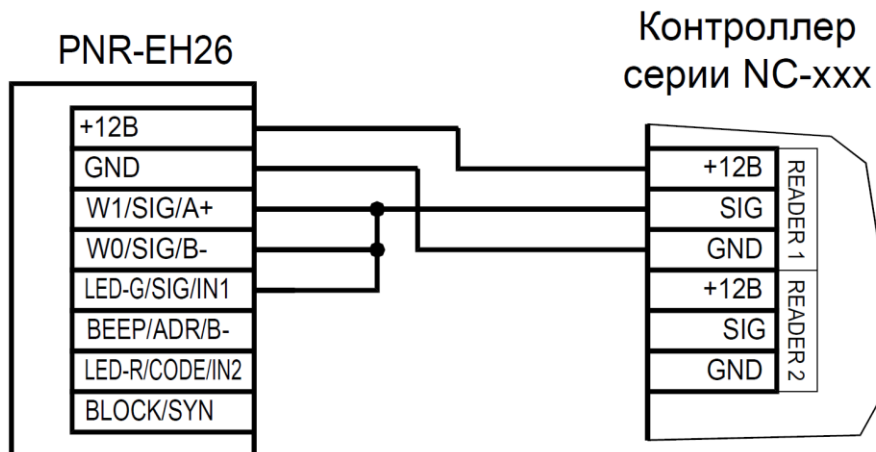 PNR-EH26
+12В
GND
W1/SIG/A+
W0/SIG/B-
LED-G/SIG/IN1
BEEP/ADR/B-
LED-R/CODE/IN2
BLOCK/SYN
Контроллер
серии NC-xxx
+12В
SIG
GND
READER 1
+12В
SIG
GND
READER 2